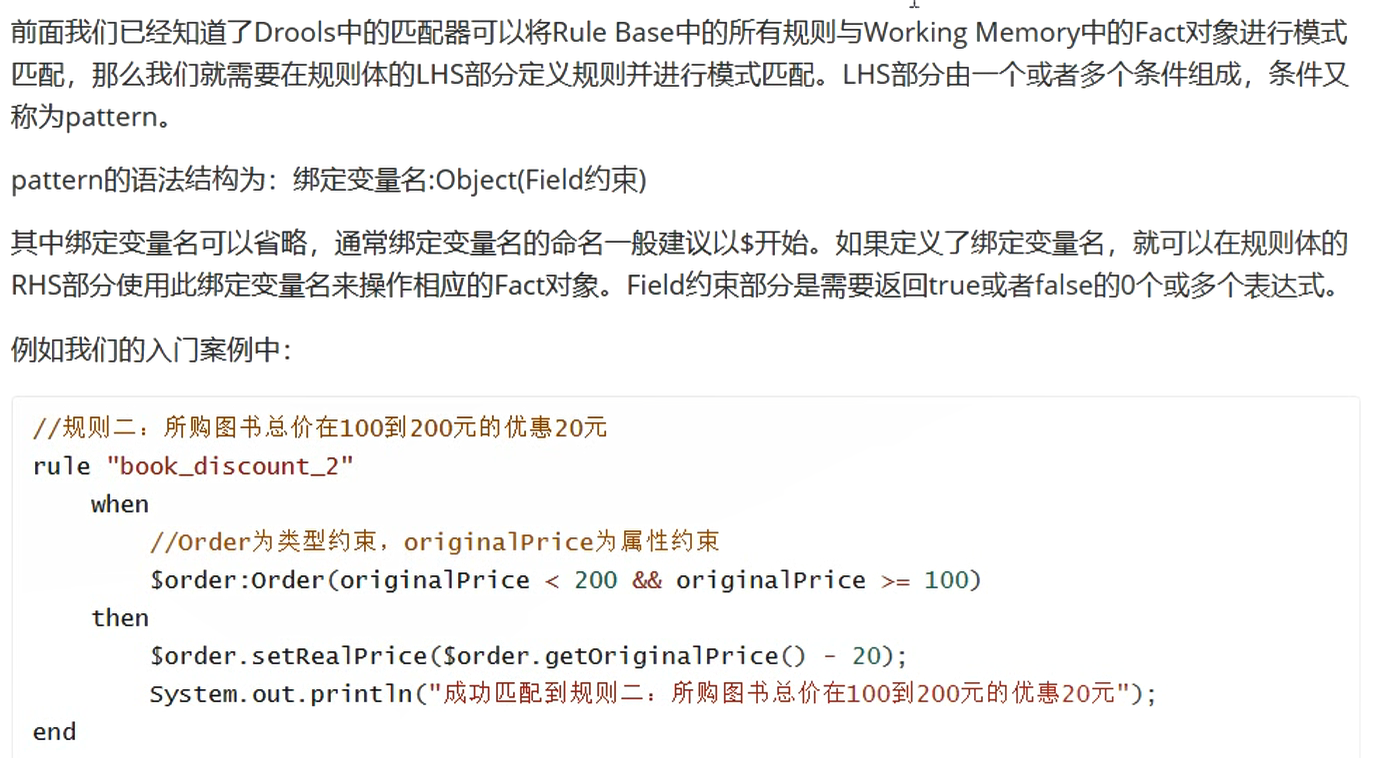 前面我们已经知道了Drools中的匹配器可以将Rule Base中的所有规则与Working Memory中的Fact对象进行模式
匹配，那么我们就需要在规则体的LHS部分定义规则并进行模式匹配。LHS部分由一个或者多个条件组成，条件又
称为pattern。
pattern的语法结构为：绑定变量名:Object(Field约束)
其中绑定变量名可以省略，通常绑定变量名的命名一般建议以$开始。如果定义了绑定变量名，就可以在规则体的
RHS部分使用此绑定变量名来操作相应的Fact对象。Field约束部分是需要返回true或者false的0个或多个表达式。
例如我们的入门案例中：
//规则二：所购图书总价在100到200元的优惠20元
rule "book_discount_2"
    when
        //Order为类型约束，originalPrice为属性约束
        $order:Order(originalPrice < 200 && originalPrice >= 100)
    then
        $order.setRealPrice($order.getOriginalPrice() - 20);
        System.out.println("成功匹配到规则二：所购图书总价在100到200元的优惠20元");
end